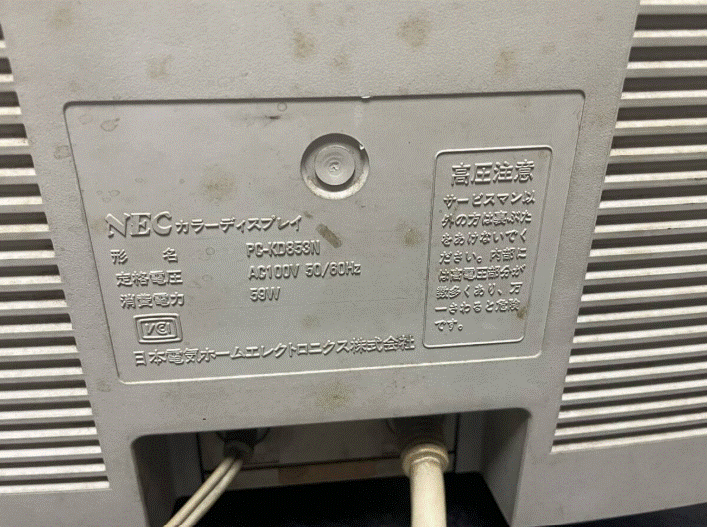 NEC カラーディスプレイ
形 名 PC-KD853N
定格電圧 AC100V 50/60Hz
消費電力 59W
VCI
日本電気ホームエレクトロニクス株式会社
高圧注意
サービスマン以
外の方は裏ぶた
をあけないでく
ださい。内部に
は高電圧部分が
数多くあり、万
一さわると危険
です。